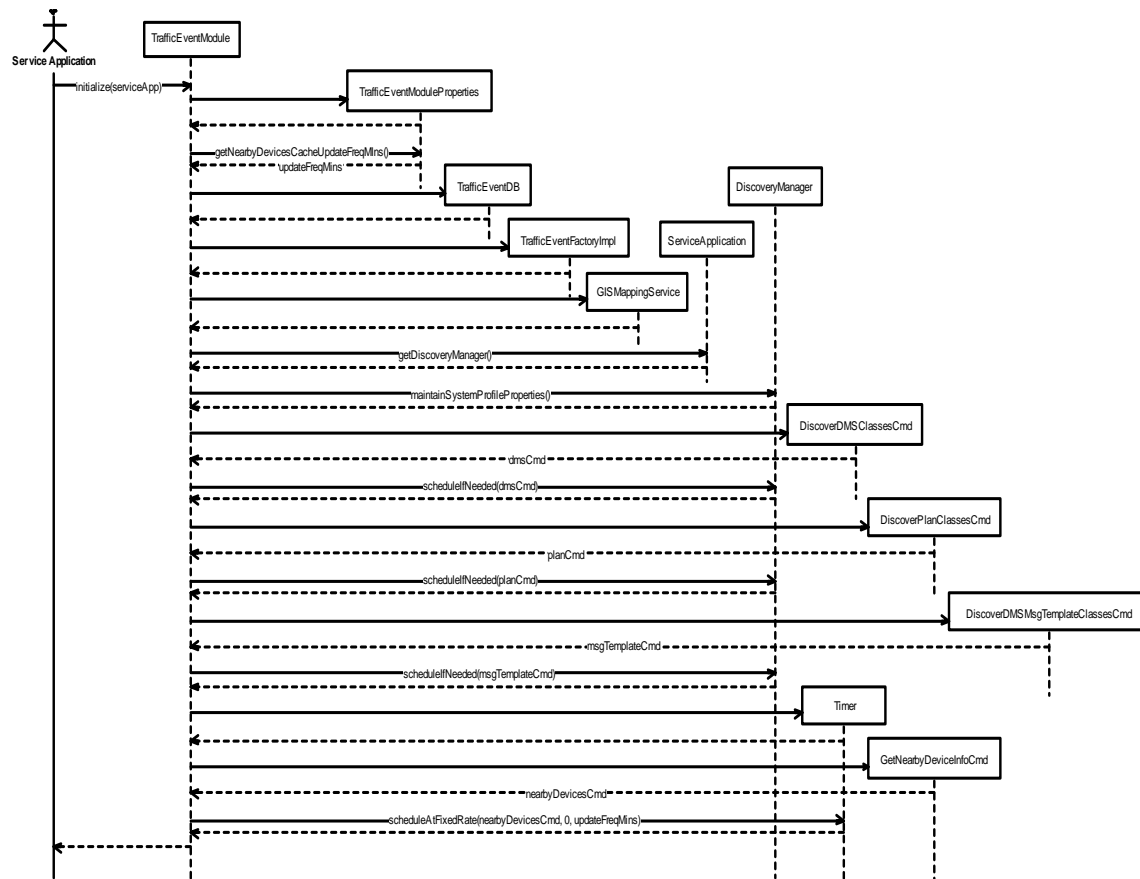 TrafficEventModule
Service Application
initialize(serviceApp)
TrafficEventModuleProperties
getNearbyDevicesCacheUpdateFreqMIns()
updateFreqMins
TrafficEventDB
DiscoveryManager
TrafficEventFactoryImpl
ServiceApplication
GISMappingService
getDiscoveryManager()
maintainSystemProfileProperties()
DiscoverDMSClassesCmd
dmsCmd
scheduleIfNeeded(dmsCmd)
DiscoverPlanClassesCmd
planCmd
scheduleIfNeeded(planCmd)
DiscoverDMSMsgTemplateClassesCmd
msgTemplateCmd
scheduleIfNeeded(msgTemplateCmd)
Timer
GetNearbyDeviceInfoCmd
nearbyDevicesCmd
scheduleAtFixedRate(nearbyDevicesCmd, 0, updateFreqMins)